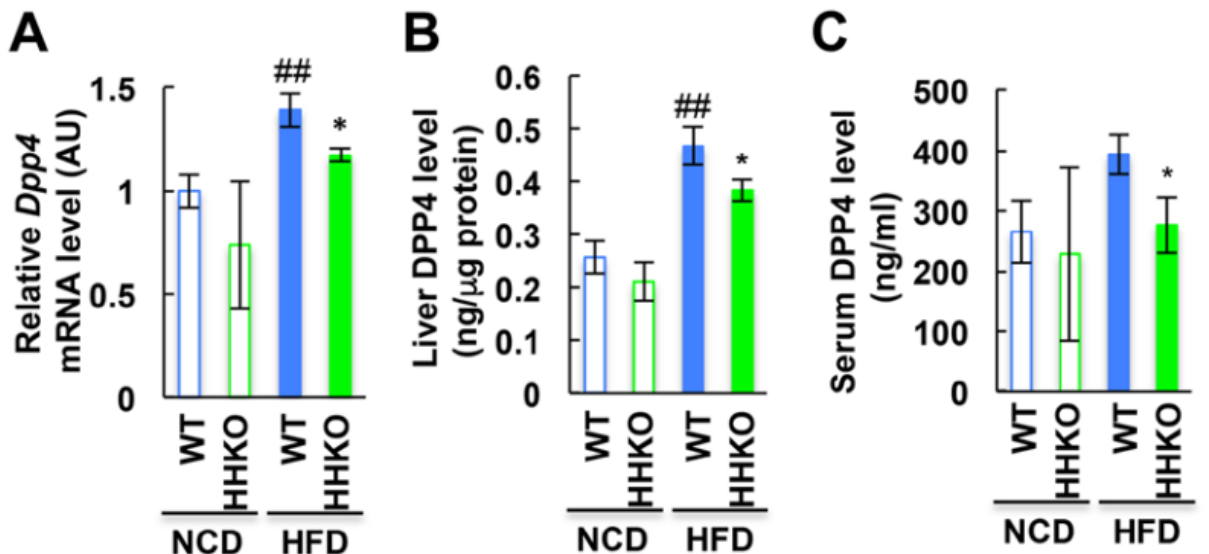 A
Relative Dpp4
mRNA level (AU)
1.5
1
0.5
0
##
*
WT
HHKO
WT
HHKO
NCD
HFD
B
Liver DPP4 level
(ng/µg protein)
0.6
0.5
0.4
0.3
0.2
0.1
0
##
*
WT
HHKO
WT
HHKO
NCD
HFD
C
Serum DPP4 level
(ng/ml)
500
400
300
200
100
0
*
WT
HHKO
WT
HHKO
NCD
HFD